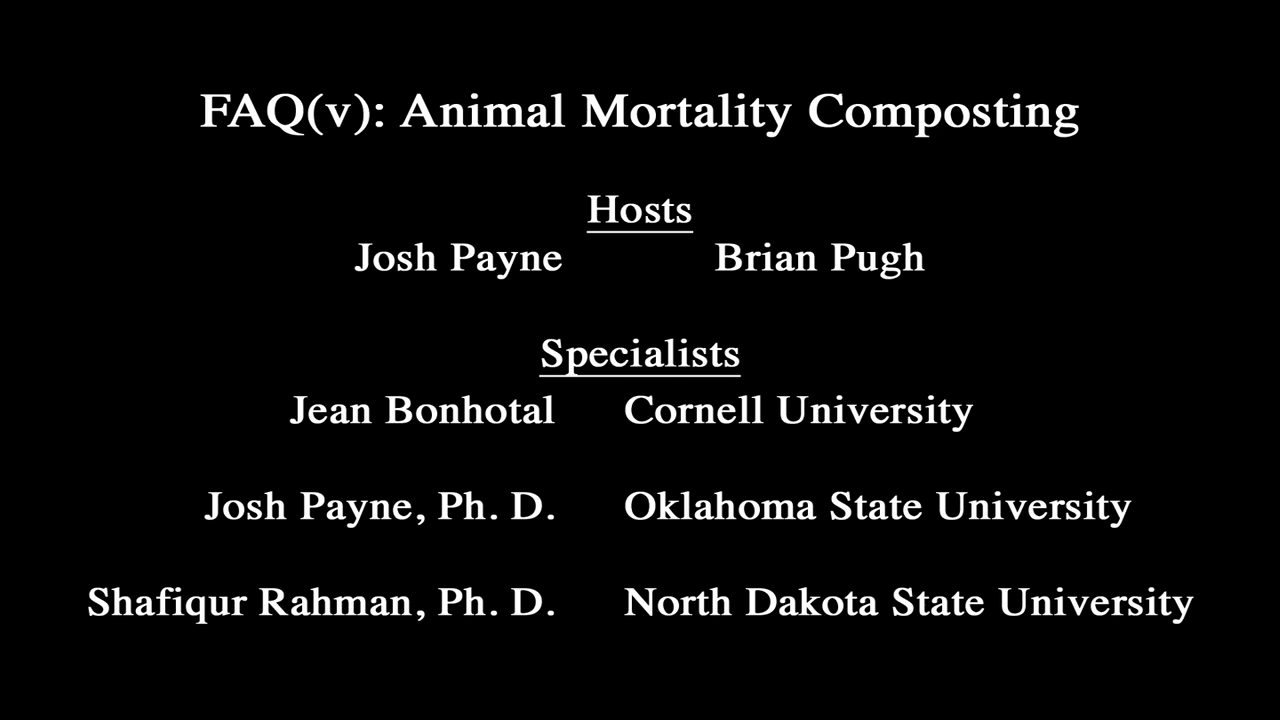 FAQ(v): Animal Mortality Composting
Hosts
Josh Payne Brian Pugh
Specialists
Jean Bonhotal Cornell University
Josh Payne, Ph. D. Oklahoma State University
Shafiqur Rahman, Ph. D. North Dakota State University